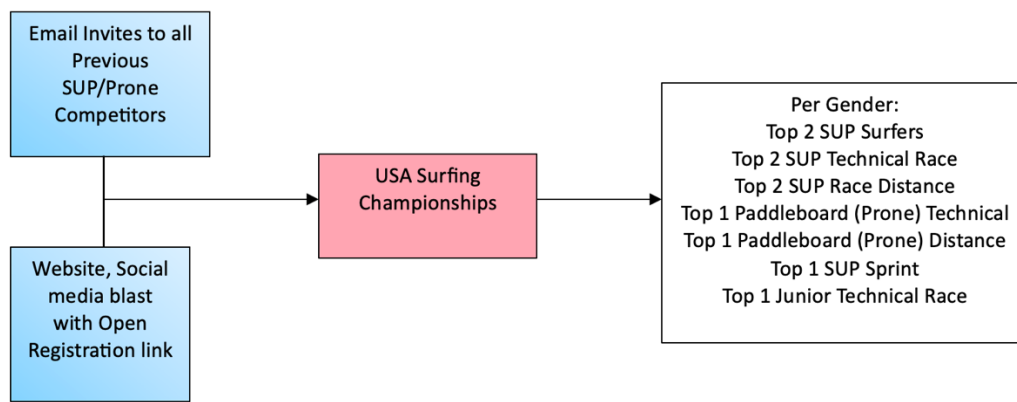 Email Invites to all
Previous
SUP/Prone
Competitors
Website, Social
media blast
with Open
Registration link
USA Surfing
Championships
Per Gender:
Top 2 SUP Surfers
Top 2 SUP Technical Race
Top 2 SUP Race Distance
Top 1 Paddleboard (Prone) Technical
Top 1 Paddleboard (Prone) Distance
Top 1 SUP Sprint
Top 1 Junior Technical Race